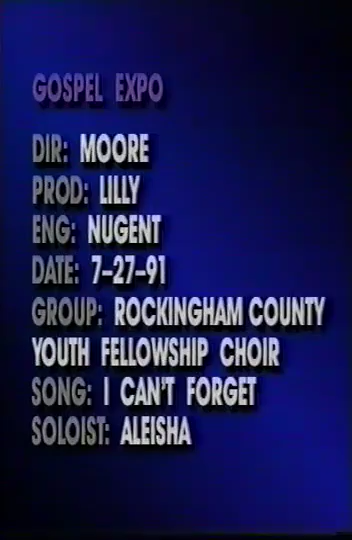 GOSPEL EXPO
DIR: MOORE
PROD: LILLY
ENG: NUGENT
DATE: 7-27-91
GROUP: ROCKINGHAM COUNTY
YOUTH FELLOWSHIP CHOIR
SONG: I CAN'T FORGET
SOLOIST: ALEISHA